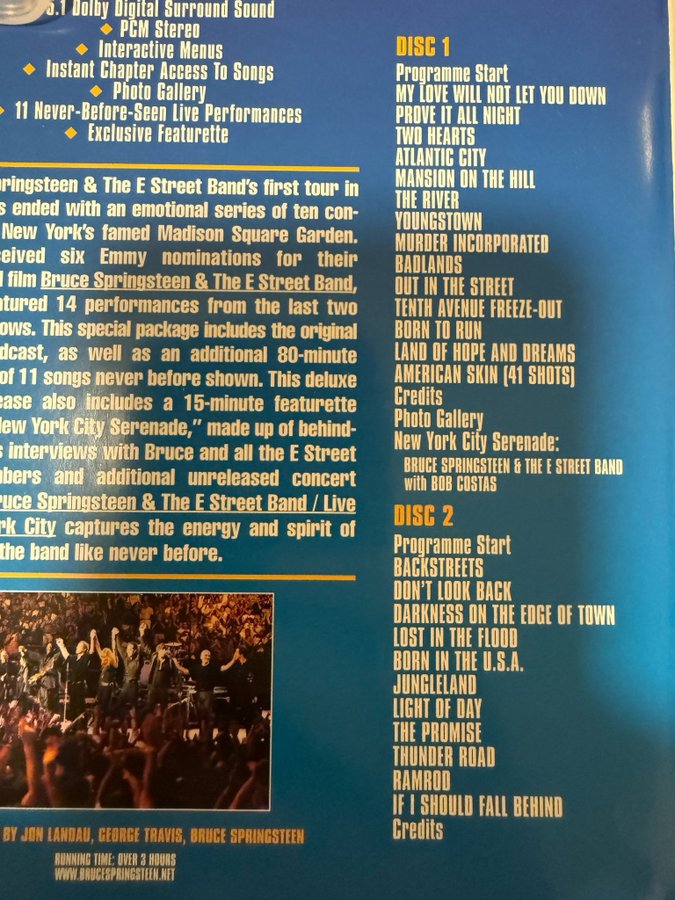 5.1 Dolby Digital Surround Sound
PCM Stereo
Interactive Menus
Instant Chapter Access To Songs
Photo Gallery
11 Never-Before-Seen Live Performances
Exclusive Featurette
pringsteen & The E Street Band's first tour in
s ended with an emotional series of ten con-
New York's famed Madison Square Garden.
ceived six Emmy nominations for their
l film Bruce Springsteen & The E Street Band,
atured 14 performances from the last two
ows. This special package includes the original
dcast, as well as an additional 80-minute
of 11 songs never before shown. This deluxe
ease also includes a 15-minute featurette
New York City Serenade," made up of behind-
s interviews with Bruce and all the E Street
mbers and additional unreleased concert
ruce Springsteen & The E Street Band / Live
rk City captures the energy and spirit of
the band like never before.
BY JON LANDAU, GEORGE TRAVIS, BRUCE SPRINGSTEEN
RUNNING TIME: OVER 3 HOURS
WWW.BRUCESPRINGSTEEN.NET
DISC 1
Programme Start
MY LOVE WILL NOT LET YOU DOWN
PROVE IT ALL NIGHT
TWO HEARTS
ATLANTIC CITY
MANSION ON THE HILL
THE RIVER
YOUNGSTOWN
MURDER INCORPORATED
BADLANDS
OUT IN THE STREET
TENTH AVENUE FREEZE-OUT
BORN TO RUN
LAND OF HOPE AND DREAMS
AMERICAN SKIN (41 SHOTS)
Credits
Photo Gallery
New York City Serenade:
BRUCE SPRINGSTEEN & THE E STREET BAND
with BOB COSTAS
DISC 2
Programme Start
BACKSTREETS
DON'T LOOK BACK
DARKNESS ON THE EDGE OF TOWN
LOST IN THE FLOOD
BORN IN THE U.S.A.
JUNGLELAND
LIGHT OF DAY
THE PROMISE
THUNDER ROAD
RAMROD
IF I SHOULD FALL BEHIND
Credits